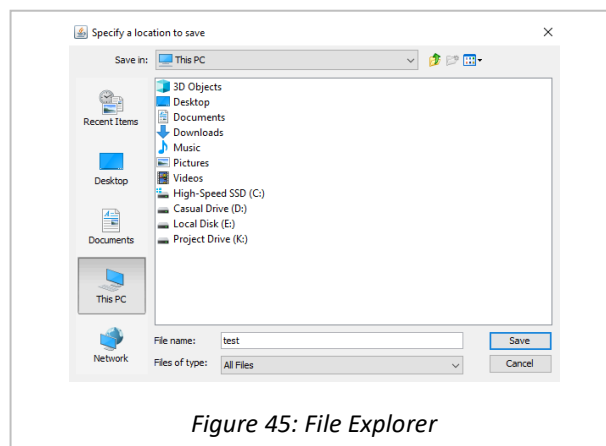 Specify a location to save
Save in: This PC
Recent Items
Desktop
Documents
This PC
Network
3D Objects
Desktop
Documents
Downloads
Music
Pictures
Videos
High-Speed SSD (C:)
Casual Drive (D:)
Local Disk (E:)
Project Drive (K:)
File name: test
Save
Files of type: All Files
Cancel
Figure 45: File Explorer